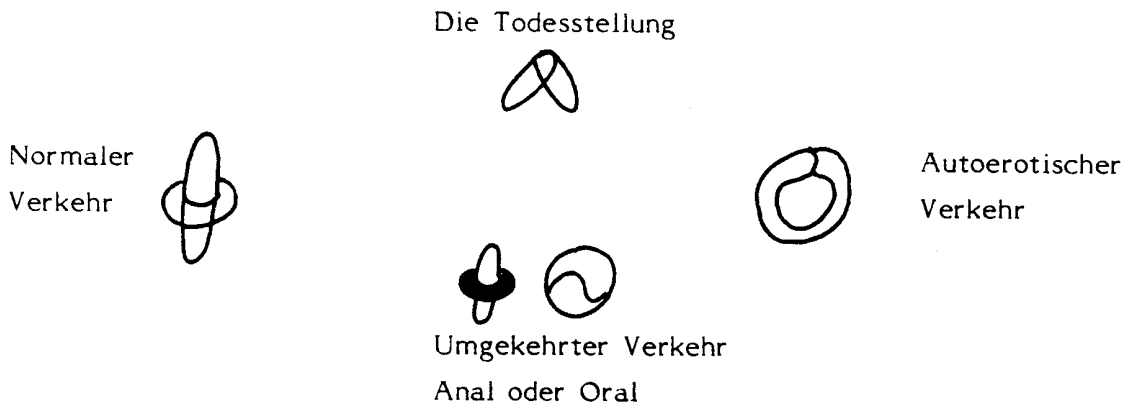 Die Todesstellung
Normaler
Verkehr
Autoerotischer
Verkehr
Umgekehrter Verkehr
Anal oder Oral